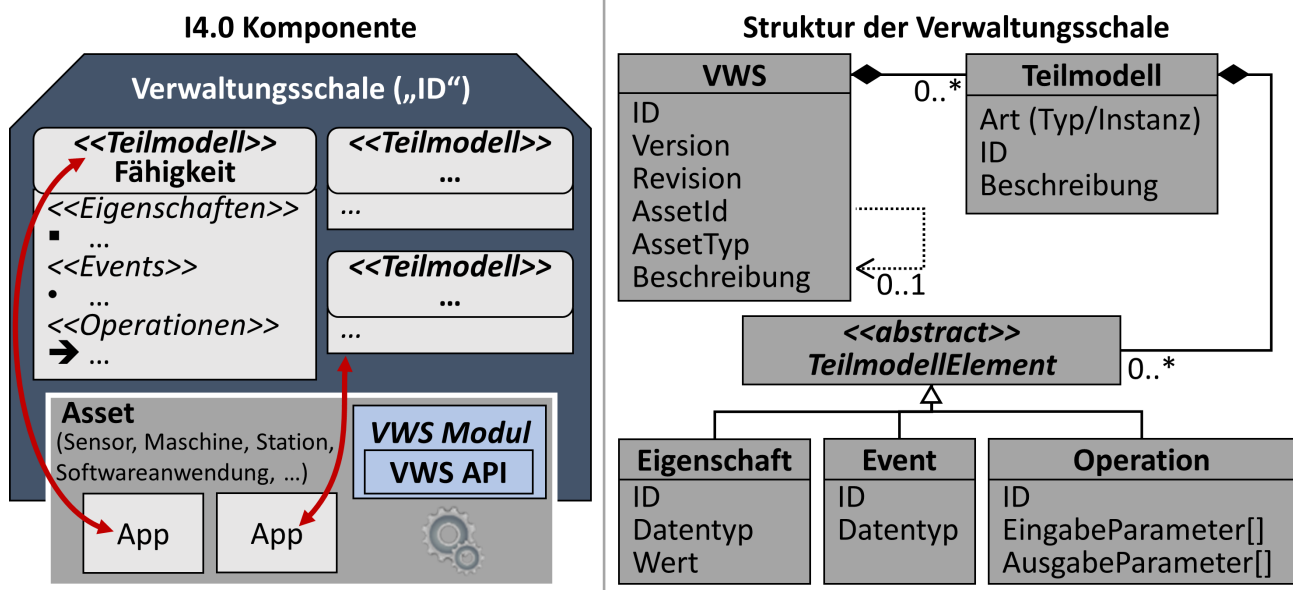 I4.0 Komponente
Verwaltungsschale („ID“)
<<Teilmodell>>
Fähigkeit
<<Eigenschaften>>
▪ ...
<<Events>>
• ...
<<Operationen>>
➔ ...
<<Teilmodell>>
...
...
<<Teilmodell>>
...
...
Asset
(Sensor, Maschine, Station,
Softwareanwendung, ...)
App
App
VWS Modul
VWS API
Struktur der Verwaltungsschale
VWS
ID
Version
Revision
AssetId
AssetTyp
Beschreibung
0..1
0..*
Teilmodell
Art (Typ/Instanz)
ID
Beschreibung
<<abstract>>
TeilmodellElement
0..*
Eigenschaft
ID
Datentyp
Wert
Event
ID
Datentyp
Operation
ID
EingabeParameter[]
AusgabeParameter[]